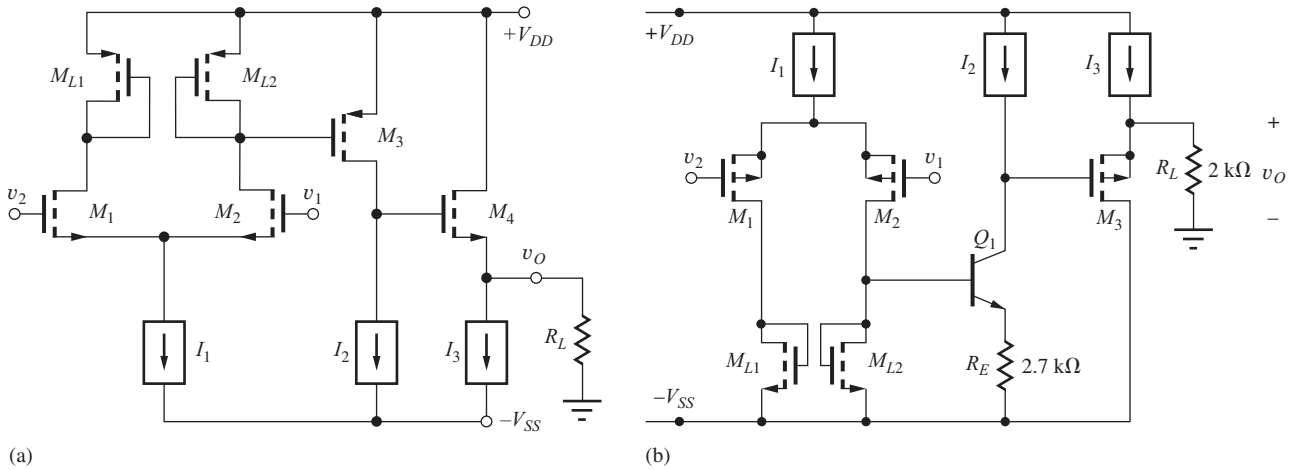 +V_DD
M_L1
M_L2
M_3
v_2
M_1
M_2
v_1
M_4
v_O
I_1
I_2
I_3
R_L
−V_SS
(a)
+V_DD
I_1
I_2
I_3
v_2
M_1
M_2
v_1
M_3
R_L 2 kΩ
+
v_O
−
Q_1
M_L1
M_L2
R_E 2.7 kΩ
−V_SS
(b)